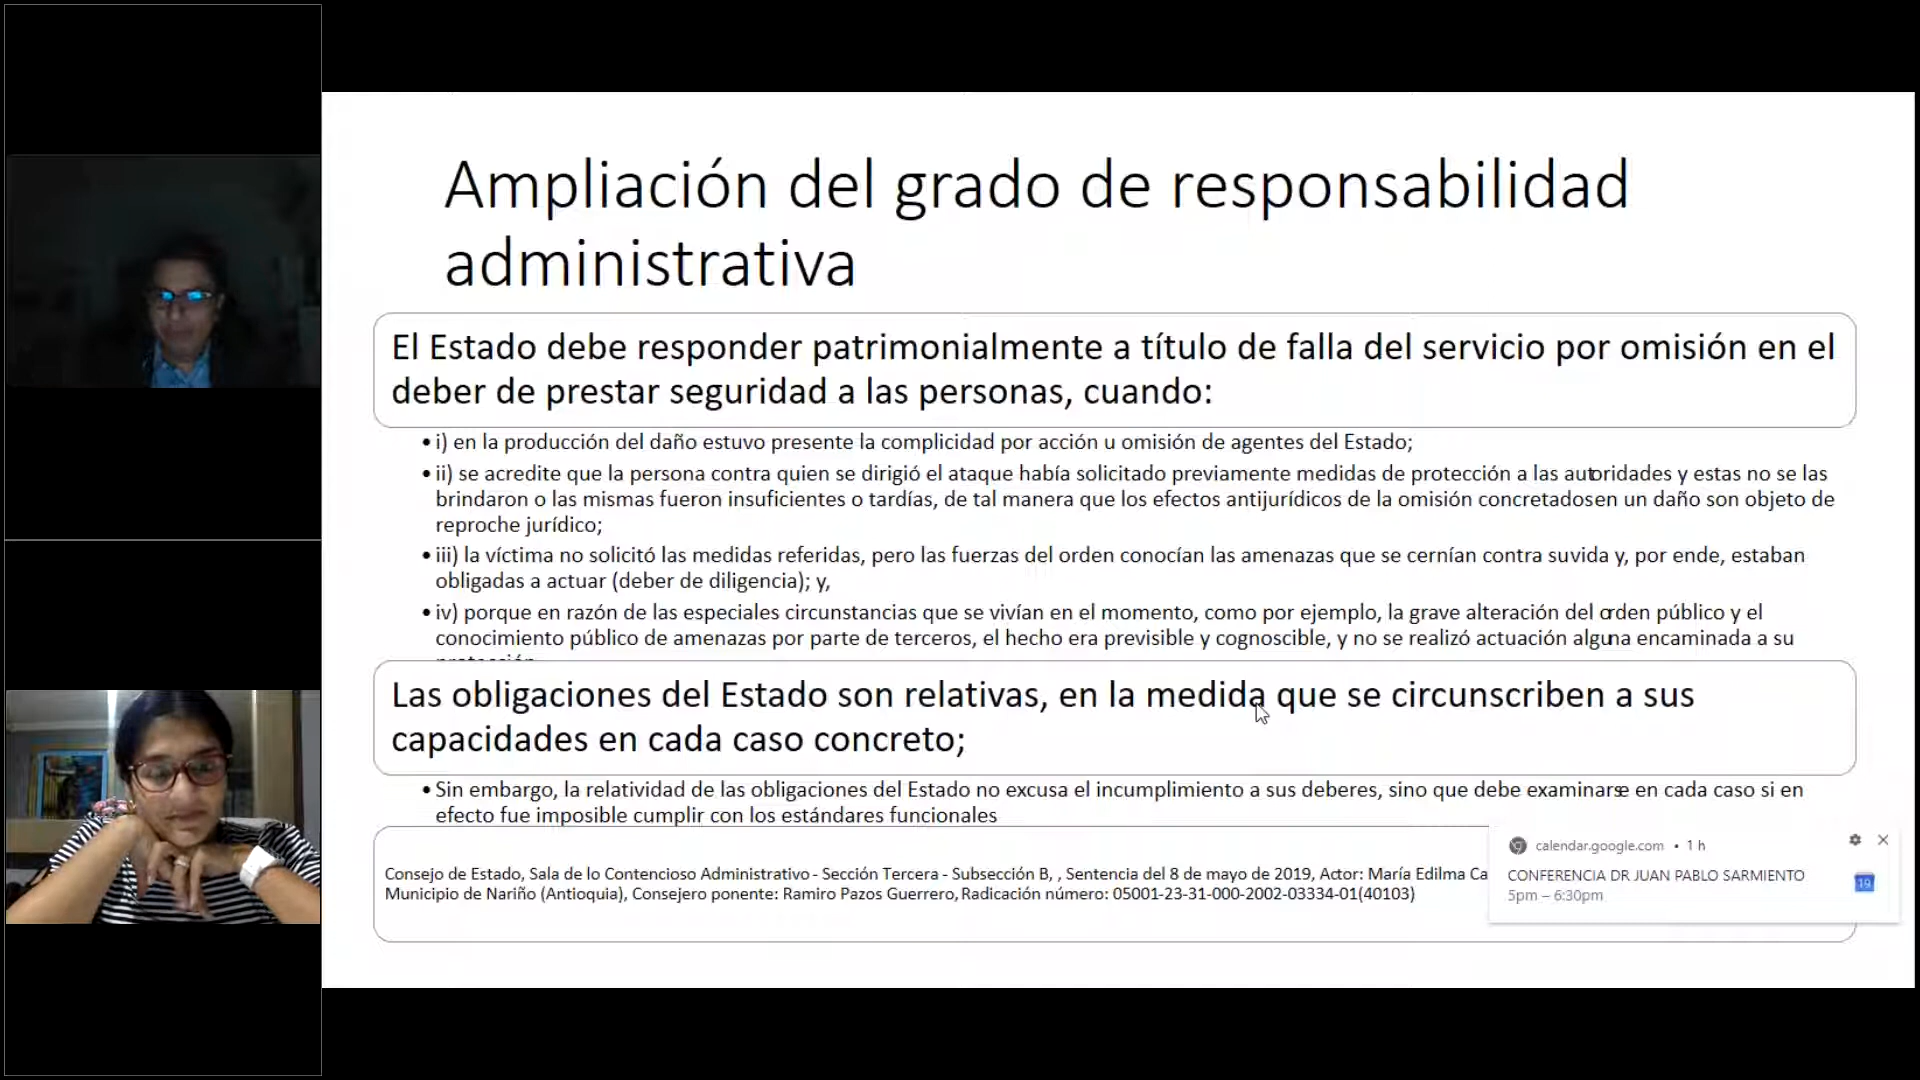 Ampliación del grado de responsabilidad
administrativa
El Estado debe responder patrimonialmente a título de falla del servicio por omisión en el
deber de prestar seguridad a las personas, cuando:
• i) en la producción del daño estuvo presente la complicidad por acción u omisión de agentes del Estado;
• ii) se acredite que la persona contra quien se dirigió el ataque había solicitado previamente medidas de protección a las autoridades y estas no se las
brindaron o las mismas fueron insuficientes o tardías, de tal manera que los efectos antijurídicos de la omisión concretados en un daño son objeto de
reproche jurídico;
• iii) la víctima no solicitó las medidas referidas, pero las fuerzas del orden conocían las amenazas que se cernían contra su vida y, por ende, estaban
obligadas a actuar (deber de diligencia); y,
• iv) porque en razón de las especiales circunstancias que se vivían en el momento, como por ejemplo, la grave alteración del orden público y el
conocimiento público de amenazas por parte de terceros, el hecho era previsible y cognoscible, y no se realizó actuación alguna encaminada a su
Las obligaciones del Estado son relativas, en la medida que se circunscriben a sus
capacidades en cada caso concreto;
• Sin embargo, la relatividad de las obligaciones del Estado no excusa el incumplimiento a sus deberes, sino que debe examinarse en cada caso si en
efecto fue imposible cumplir con los estándares funcionales
Consejo de Estado, Sala de lo Contencioso Administrativo - Sección Tercera - Subsección B, , Sentencia del 8 de mayo de 2019, Actor: María Edilma Ca
Municipio de Nariño (Antioquia), Consejero ponente: Ramiro Pazos Guerrero, Radicación número: 05001-23-31-000-2002-03334-01(40103)
calendar.google.com • 1 h
CONFERENCIA DR JUAN PABLO SARMIENTO
5pm – 6:30pm
19